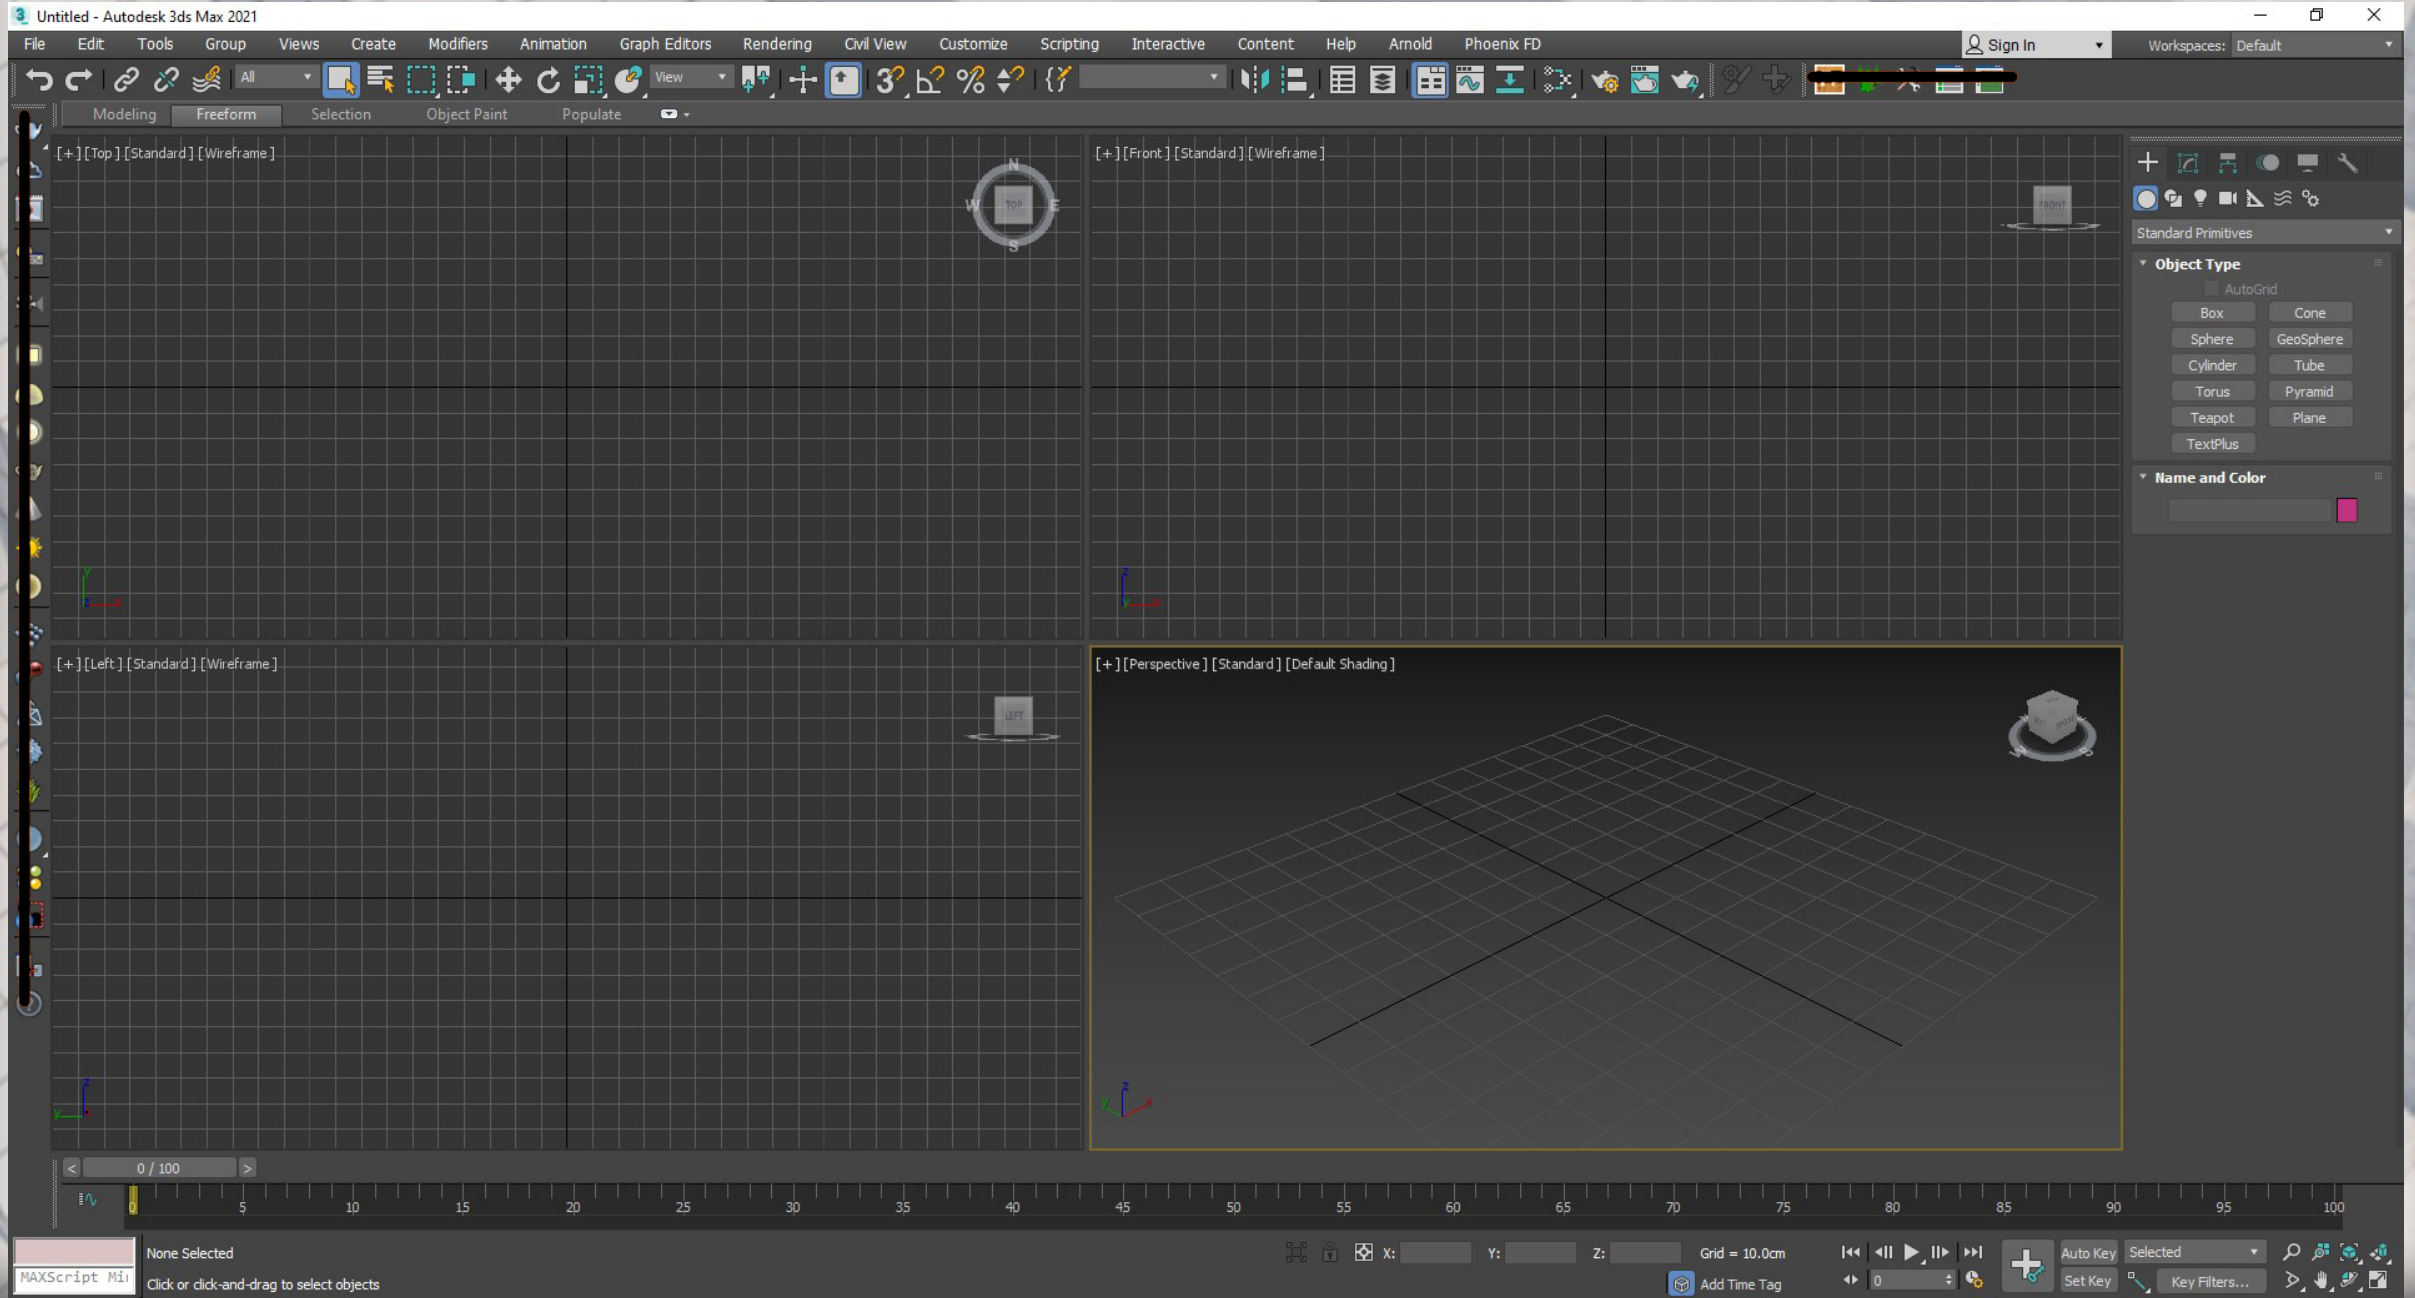 3 Untitled - Autodesk 3ds Max 2021
File Edit Tools Group Views Create Modifiers Animation Graph Editors Rendering Civil View Customize Scripting Interactive Content Help Arnold Phoenix FD Sign In Workspaces: Default
All View
Modeling Freeform Selection Object Paint Populate
[+] [Top] [Standard] [Wireframe]
N
W TOP E
S
y
z x
[+] [Front] [Standard] [Wireframe]
FRONT
z
y x
[+] [Left] [Standard] [Wireframe]
LEFT
z
y
[+] [Perspective] [Standard] [Default Shading]
W S
z
y x
Standard Primitives
Object Type
AutoGrid
Box Cone
Sphere GeoSphere
Cylinder Tube
Torus Pyramid
Teapot Plane
TextPlus
Name and Color
< 0 / 100 >
0 5 10 15 20 25 30 35 40 45 50 55 60 65 70 75 80 85 90 95 100
None Selected X: Y: Z: Grid = 10.0cm Auto Key Selected
MAXScript Mi Click or click-and-drag to select objects Add Time Tag 0 Set Key Key Filters...